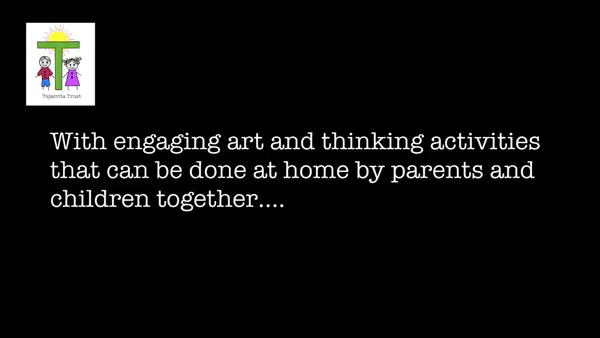 Tejasvita Trust
With engaging art and thinking activities
that can be done at home by parents and
children together....